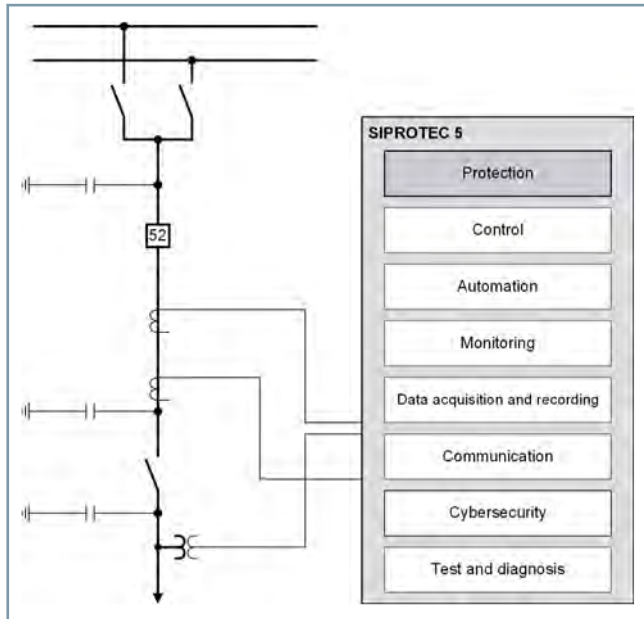 SIPROTEC 5
Protection
Control
52
Automation
Monitoring
Data acquisition and recording
Communication
Cybersecurity
Test and diagnosis